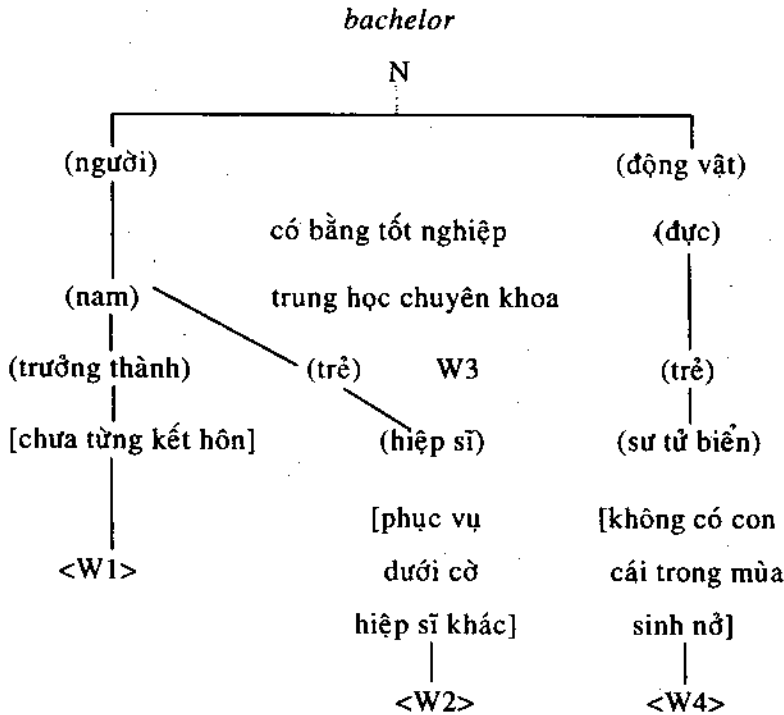 bachelor
N
(người) (động vật)
có bằng tốt nghiệp (đực)
(nam) trung học chuyên khoa
(trưởng thành) (trẻ) W3 (trẻ)
[chưa từng kết hôn] (hiệp sĩ) (sư tử biển)
[phục vụ [không có con
<W1> dưới cờ cái trong mùa
hiệp sĩ khác] sinh nở]
<W2> <W4>